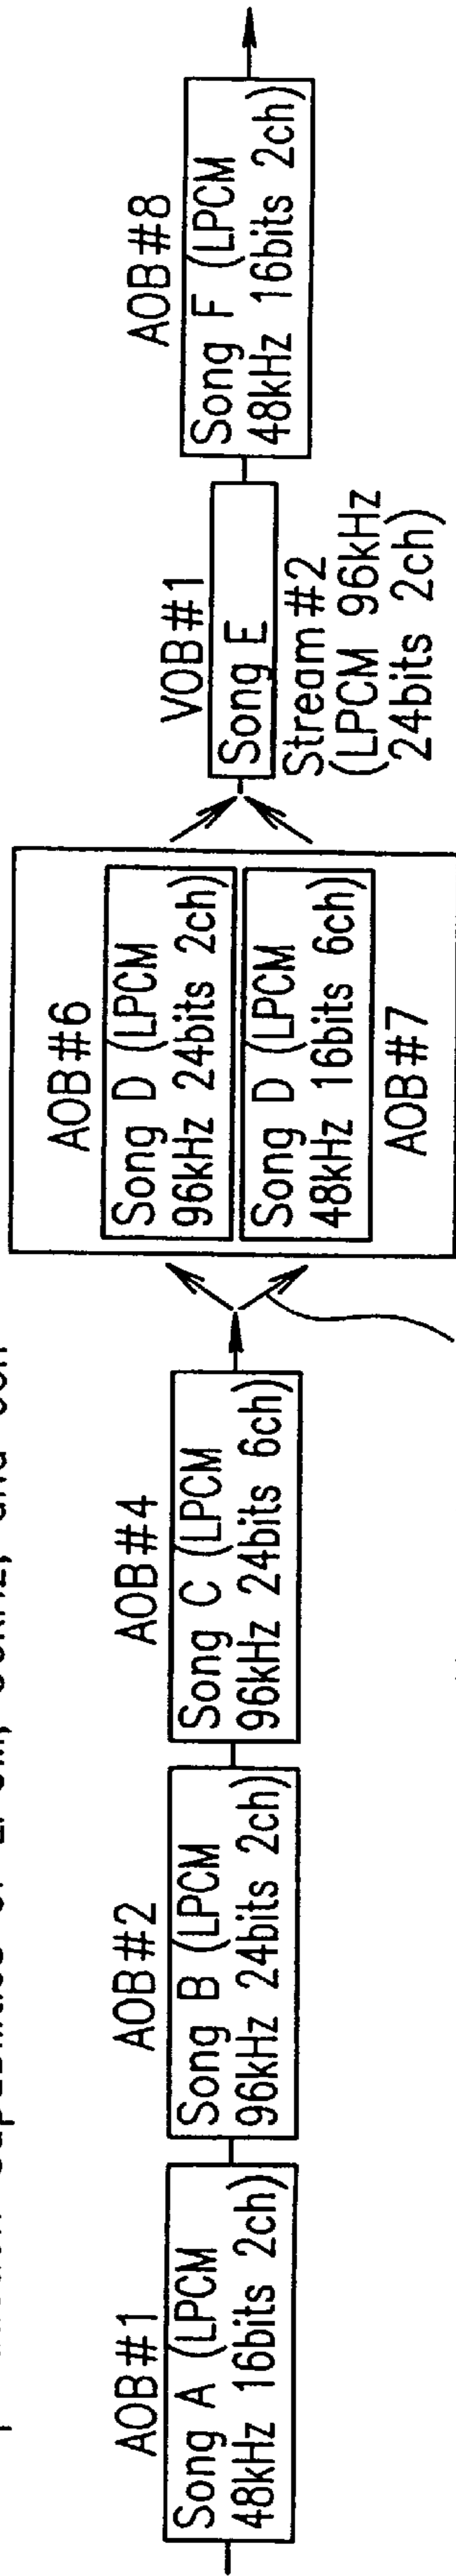 AOB#1
Song A (LPCM
48kHz 16bits 2ch)
AOB#2
Song B (LPCM
96kHz 24bits 2ch)
AOB#4
Song C (LPCM
96kHz 24bits 6ch)
AOB#6
Song D (LPCM
96kHz 24bits 2ch)
Song D (LPCM
48kHz 16bits 6ch)
AOB#7
VOB#1
Song E
Stream#2
(LPCM 96kHz
24bits 2ch)
AOB#8
Song F (LPCM
48kHz 16bits 2ch)